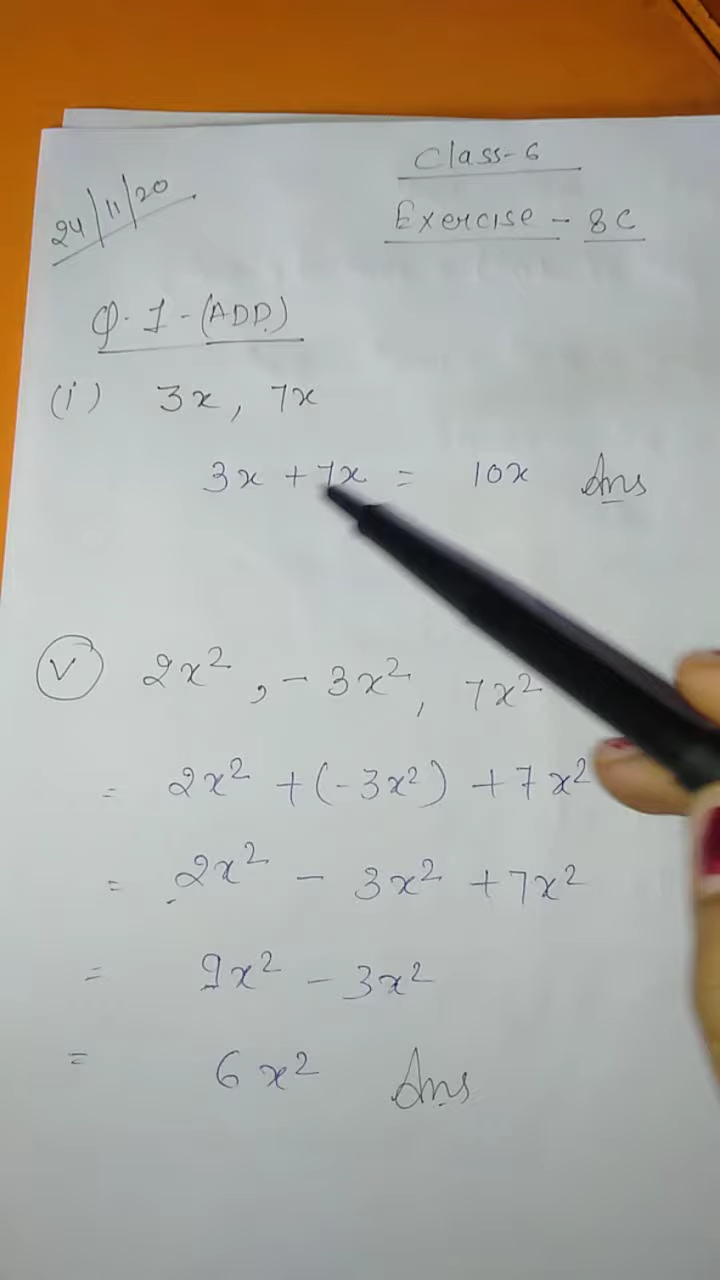 Class-6
24/11/20
Exercise - 8C
Q.1-(ADD)
(i) 3x, 7x
3x + 7x = 10x Ans
(V) 2x², -3x², 7x²
= 2x² +(-3x²) +7x²
= 2x² - 3x² +7x²
= 9x² - 3x²
= 6x² Ans